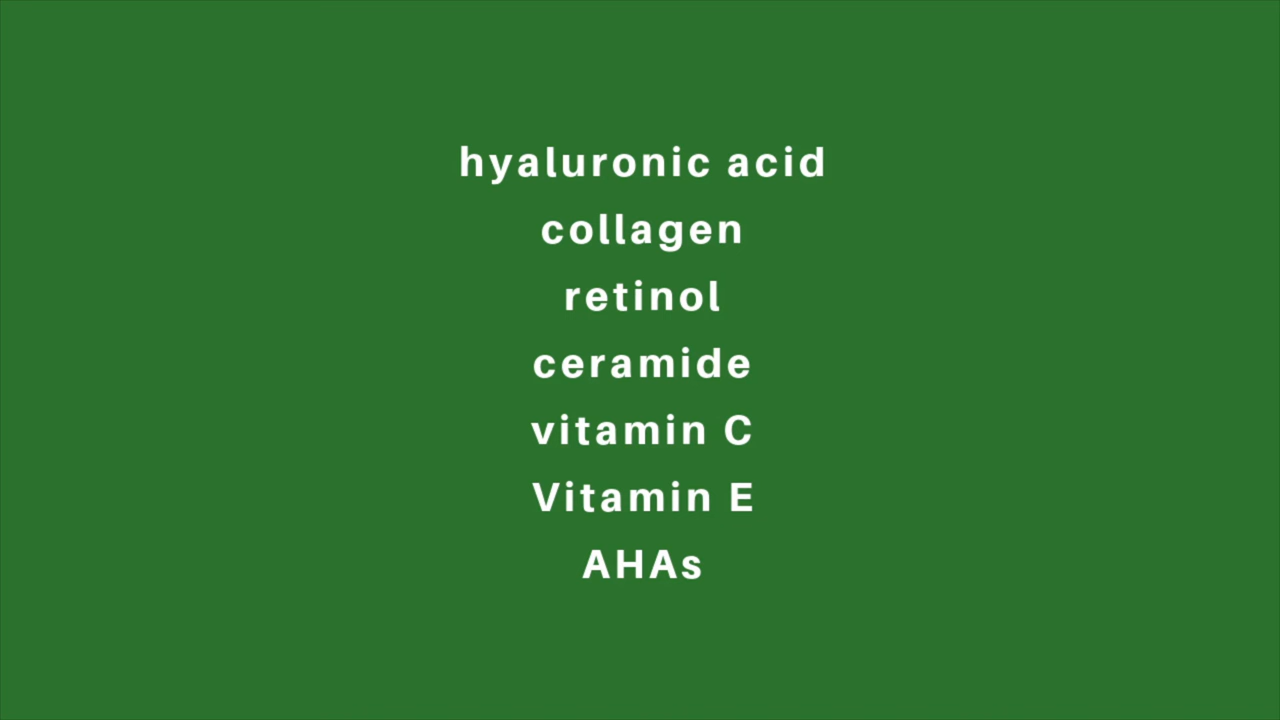 hyaluronic acid
collagen
retinol
ceramide
vitamin C
Vitamin E
AHAs